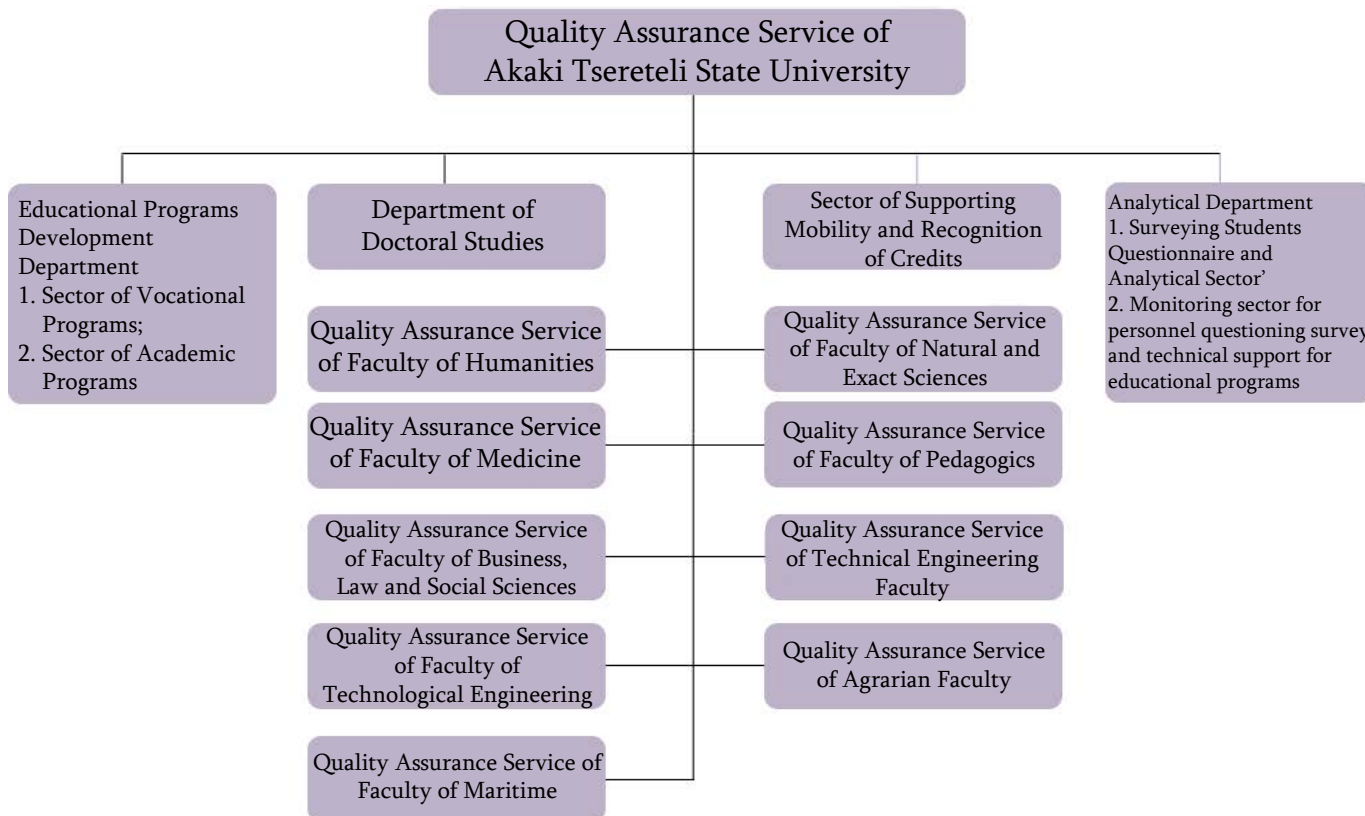 Quality Assurance Service of
Akaki Tsereteli State University
Educational Programs
Development
Department
1. Sector of Vocational
Programs;
2. Sector of Academic
Programs
Department of
Doctoral Studies
Sector of Supporting
Mobility and Recognition
of Credits
Analytical Department
1. Surveying Students
Questionnaire and
Analytical Sector’
2. Monitoring sector for
personnel questioning survey
and technical support for
educational programs
Quality Assurance Service
of Faculty of Humanities
Quality Assurance Service
of Faculty of Natural and
Exact Sciences
Quality Assurance Service
of Faculty of Medicine
Quality Assurance Service
of Faculty of Pedagogics
Quality Assurance Service
of Faculty of Business,
Law and Social Sciences
Quality Assurance Service
of Technical Engineering
Faculty
Quality Assurance Service
of Faculty of
Technological Engineering
Quality Assurance Service
of Agrarian Faculty
Quality Assurance Service of
Faculty of Maritime